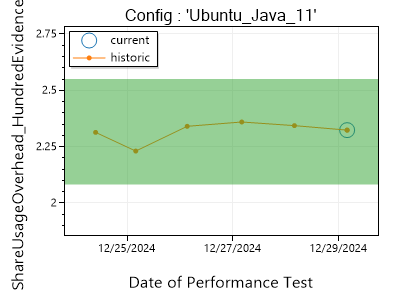 Config : 'Ubuntu_Java_11'
ShareUsageOverhead_HundredEvidence
2.75
2.5
2.25
2
current
historic
12/25/2024 12/27/2024 12/29/2024
Date of Performance Test